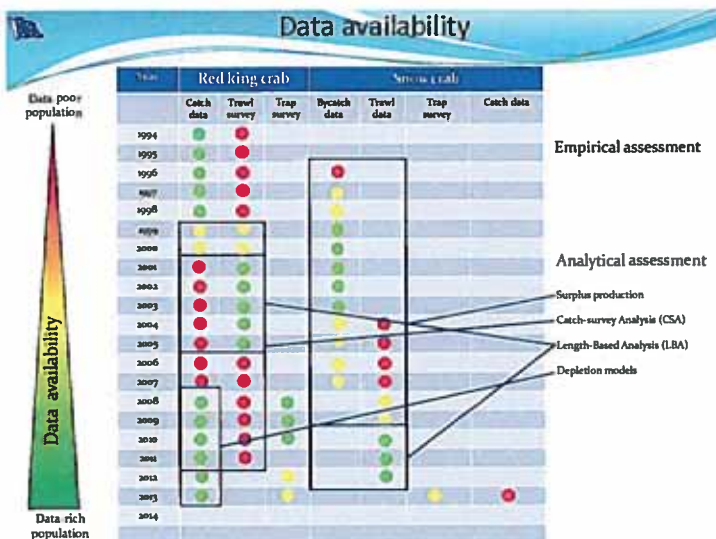 Data availability
Data poor
population
Year
Red king crab
Snow crab
Catch
data
Trawl
survey
Trap
survey
Bycatch
data
Trawl
data
Trap
survey
Catch data
1994
1995
1996
1997
1998
1999
2000
2001
2002
2003
2004
2005
2006
2007
2008
2009
2010
2011
2012
2013
2014
Data availability
Data rich
population
Empirical assessment
Analytical assessment
Surplus production
Catch-survey Analysis (CSA)
Length-Based Analysis (LBA)
Depletion models